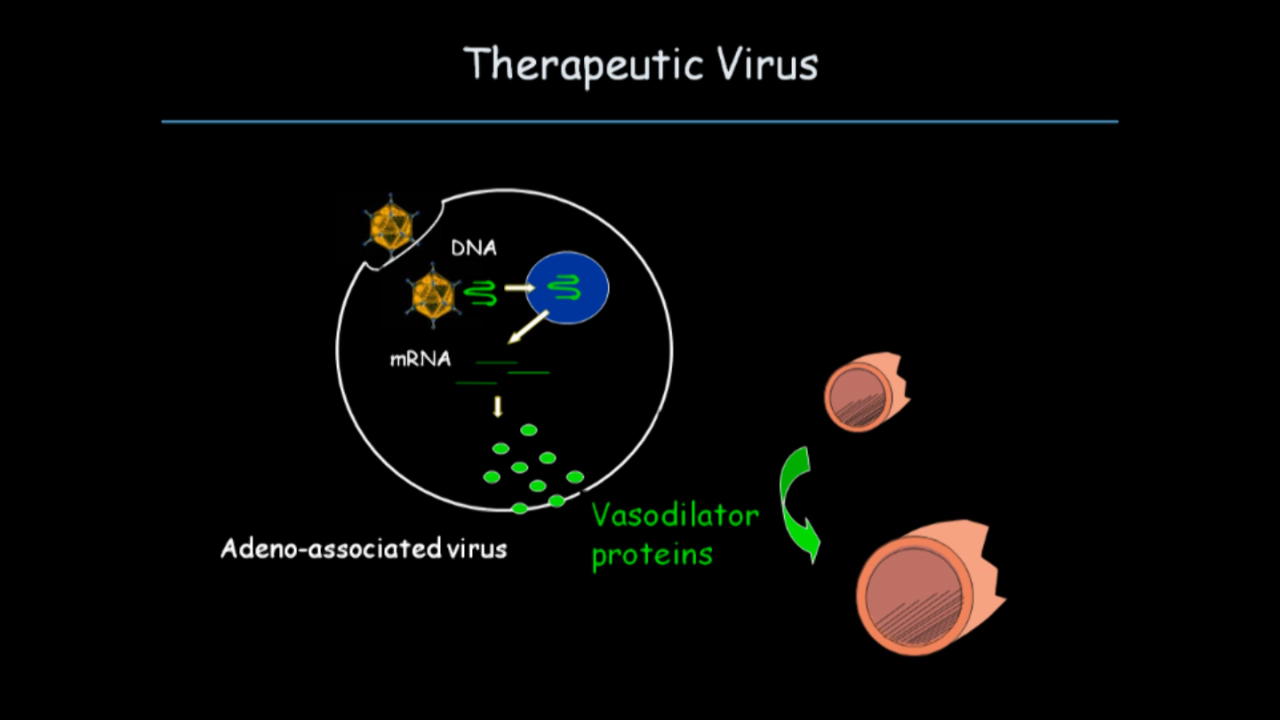 Therapeutic Virus
DNA
mRNA
Vasodilator
proteins
Adeno-associated virus